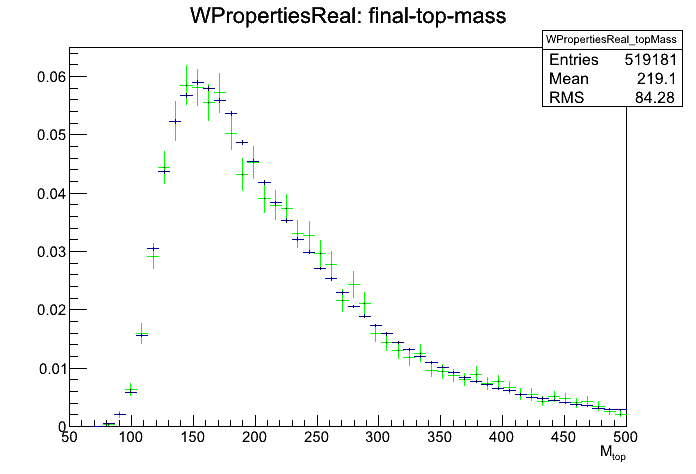 WPropertiesReal: final-top-mass
WPropertiesReal_topMass
Entries 519181
Mean 219.1
RMS 84.28
0.06
0.05
0.04
0.03
0.02
0.01
0
50 100 150 200 250 300 350 400 450 500
M_top